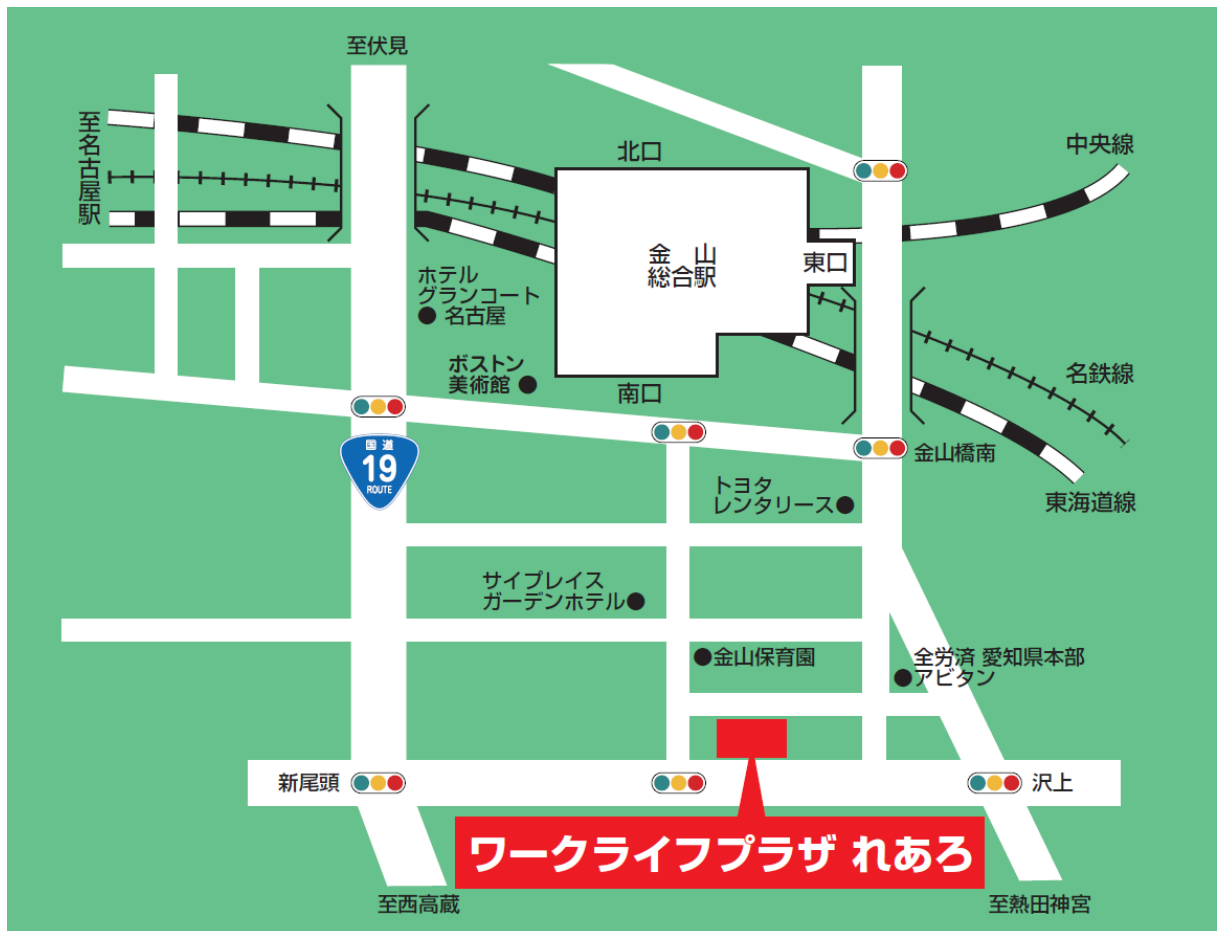 至伏見
至名古屋駅
北口
中央線
金 山
総合駅
東口
ホテル
グランコート
名古屋
ボストン
美術館
南口
名鉄線
国道
19
ROUTE
金山橋南
トヨタ
レンタリース
東海道線
サイプレイス
ガーデンホテル
金山保育園
全労済 愛知県本部
アビタン
新尾頭
沢上
ワークライフプラザ れあろ
至西高蔵
至熱田神宮